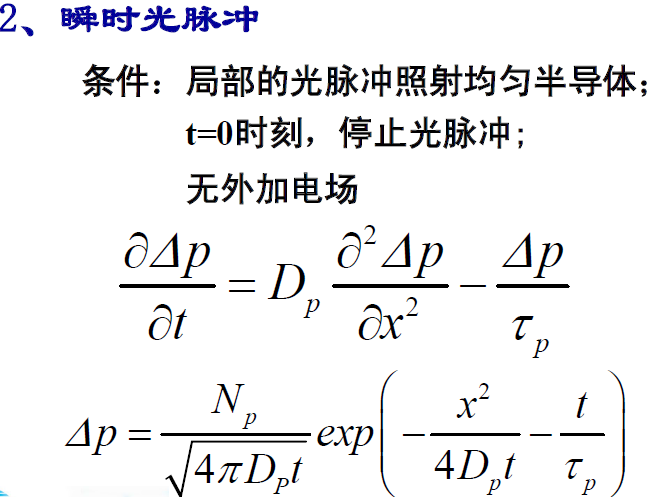 2、瞬时光脉冲
条件：局部的光脉冲照射均匀半导体；
t=0时刻，停止光脉冲；
无外加电场
∂Δp/∂t = D_p ∂²Δp/∂x² − Δp/τ_p
Δp = N_p/√(4πD_P t) exp(−x²/(4D_p t) − t/τ_p)